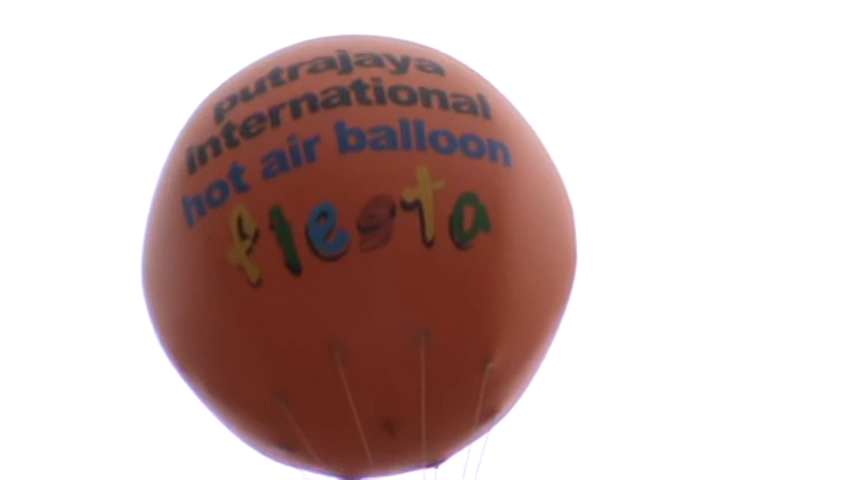 putrajaya
international
hot air balloon
fiesta